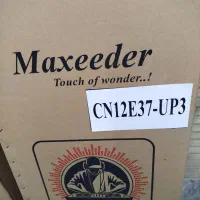 Maxeeder
Touch of wonder..!
CN12E37-UP3